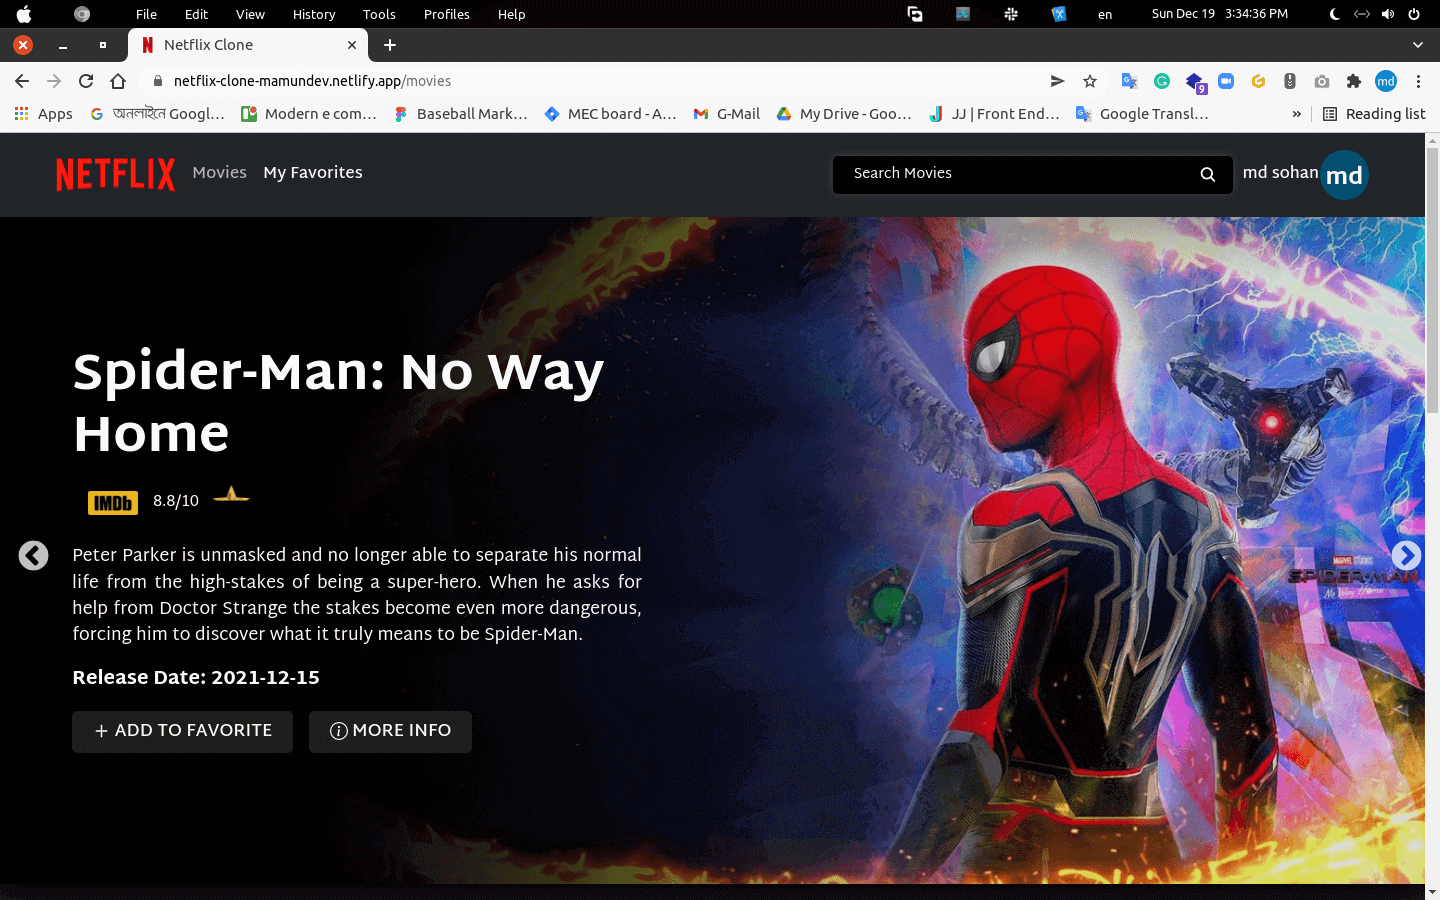 File Edit View History Tools Profiles Help en Sun Dec 19 3:34:36 PM
Netflix Clone
netflix-clone-mamundev.netlify.app/movies 9 md
Apps অনলাইনে Googl... Modern e com... Baseball Mark... MEC board - A... G-Mail My Drive - Goo... JJ | Front End... Google Transl... » Reading list
NETFLIX Movies My Favorites Search Movies md sohan md
Spider-Man: No Way
Home
IMDb 8.8/10
Peter Parker is unmasked and no longer able to separate his normal
life from the high-stakes of being a super-hero. When he asks for
help from Doctor Strange the stakes become even more dangerous,
forcing him to discover what it truly means to be Spider-Man.
MARVEL STUDIOS
SPIDER-MAN
No Way Home
Release Date: 2021-12-15
+ ADD TO FAVORITE MORE INFO